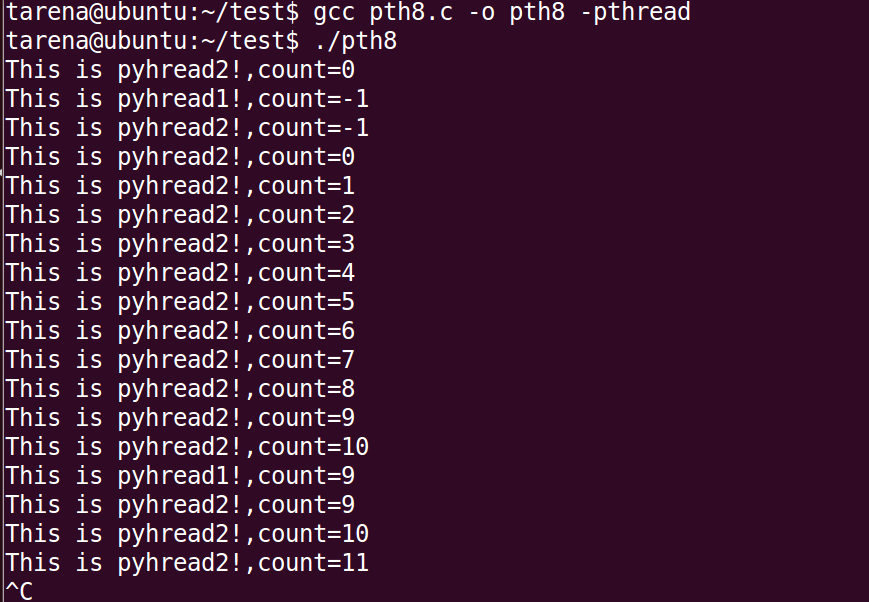 tarena@ubuntu:~/test$ gcc pth8.c -o pth8 -pthread
tarena@ubuntu:~/test$ ./pth8
This is pyhread2!,count=0
This is pyhread1!,count=-1
This is pyhread2!,count=-1
This is pyhread2!,count=0
This is pyhread2!,count=1
This is pyhread2!,count=2
This is pyhread2!,count=3
This is pyhread2!,count=4
This is pyhread2!,count=5
This is pyhread2!,count=6
This is pyhread2!,count=7
This is pyhread2!,count=8
This is pyhread2!,count=9
This is pyhread2!,count=10
This is pyhread1!,count=9
This is pyhread2!,count=9
This is pyhread2!,count=10
This is pyhread2!,count=11
^C